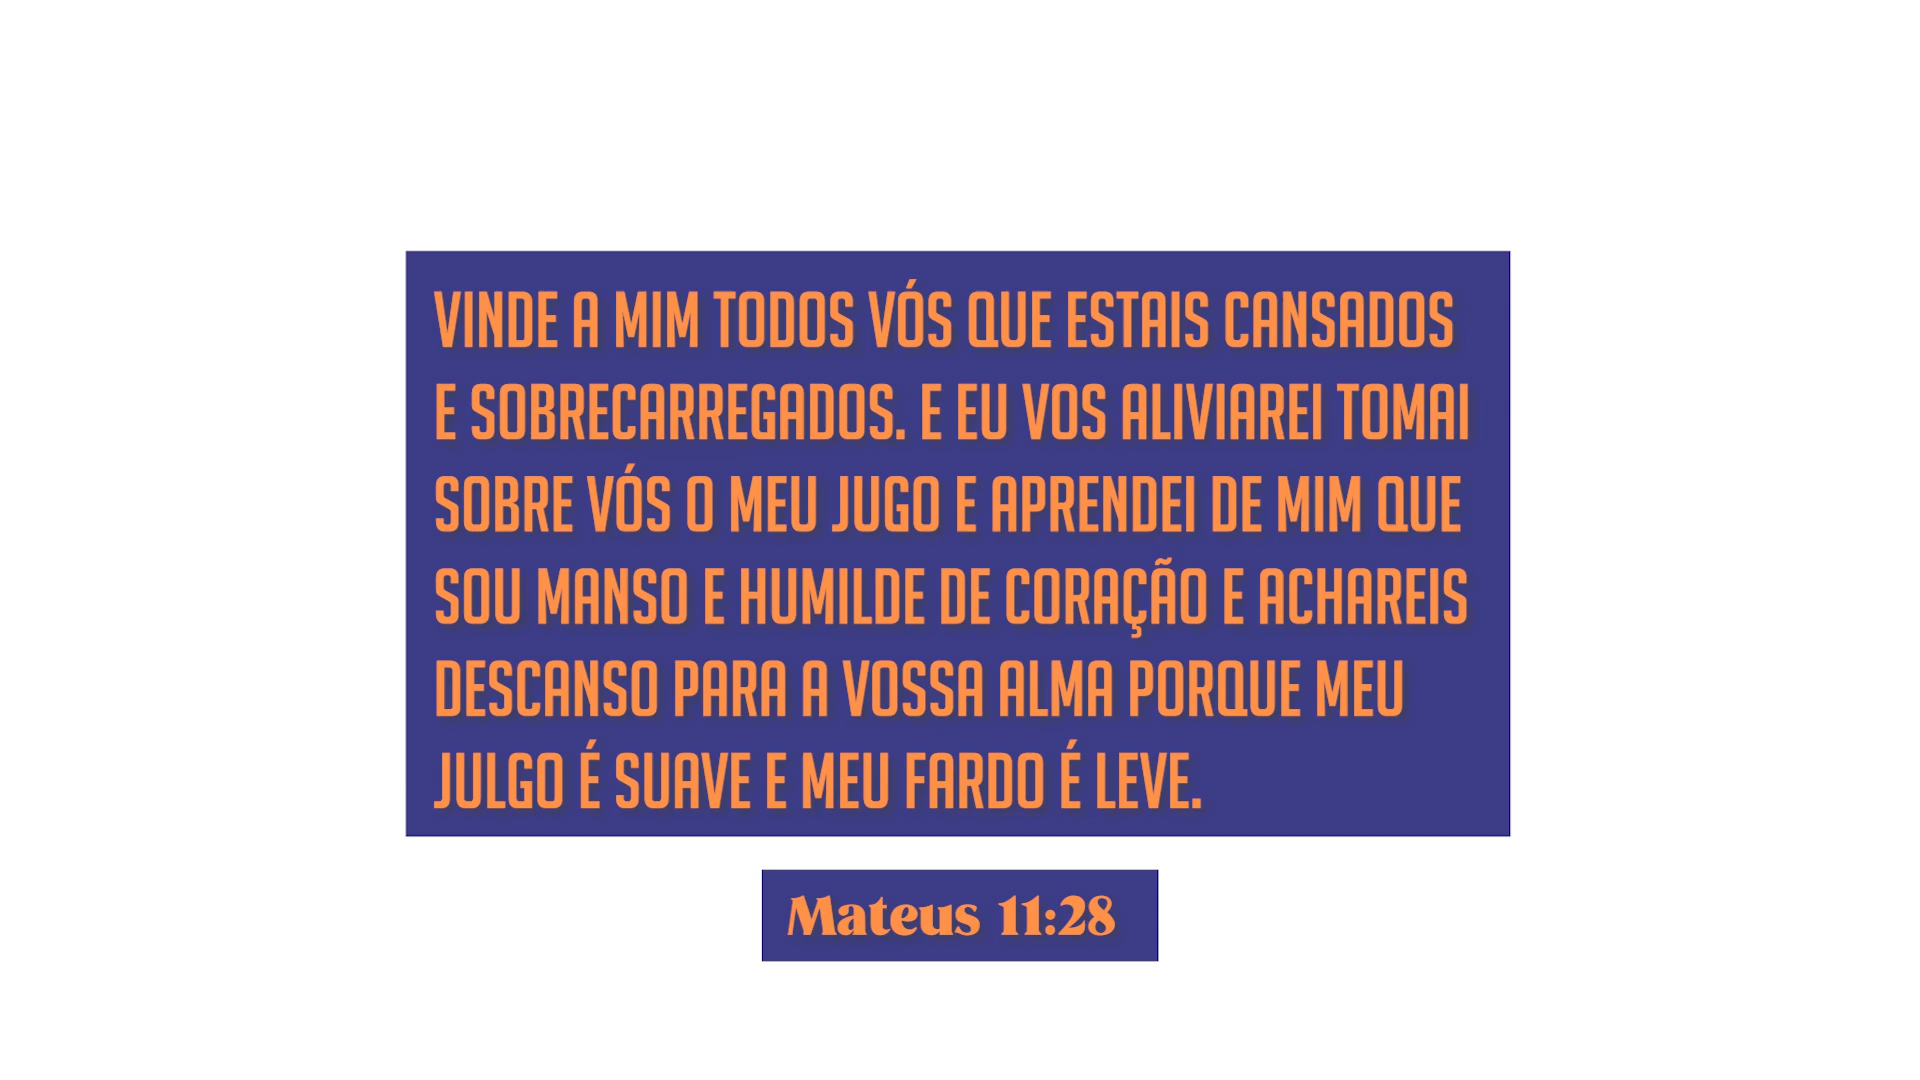 VINDE A MIM TODOS VÓS QUE ESTAIS CANSADOS
E SOBRECARREGADOS. E EU VOS ALIVIAREI TOMAI
SOBRE VÓS O MEU JUGO E APRENDEI DE MIM QUE
SOU MANSO E HUMILDE DE CORAÇÃO E ACHAREIS
DESCANSO PARA A VOSSA ALMA PORQUE MEU
JULGO É SUAVE E MEU FARDO É LEVE.
Mateus 11:28